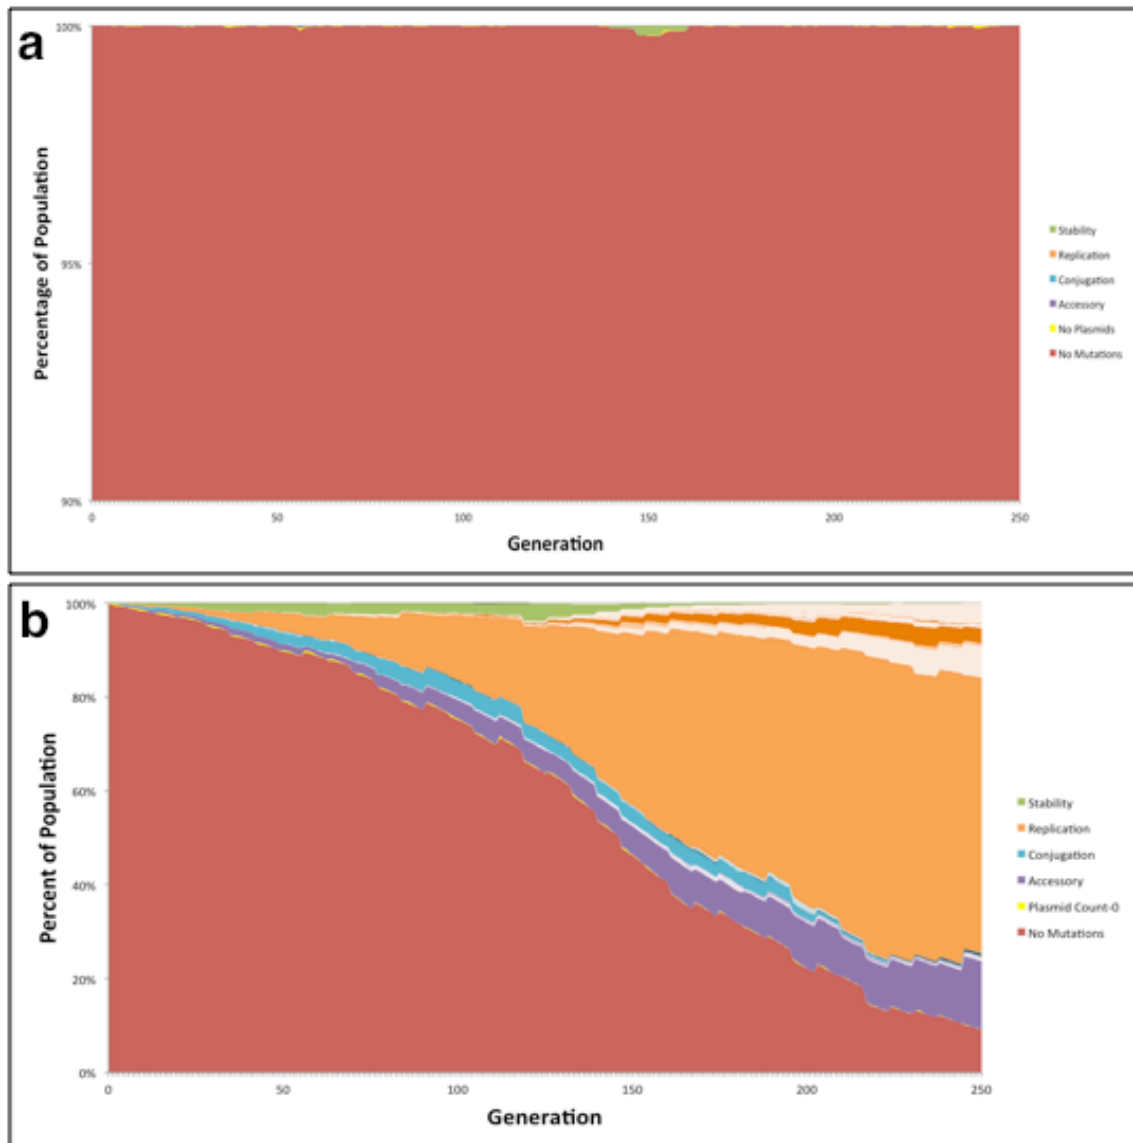 a
100%
95%
90%
Percentage of Population
0 50 100 150 200 250
Generation
Stability
Replication
Conjugation
Accessory
No Plasmids
No Mutations
b
100%
80%
60%
40%
20%
0%
Percent of Population
0 50 100 150 200 250
Generation
Stability
Replication
Conjugation
Accessory
Plasmid Count-0
No Mutations